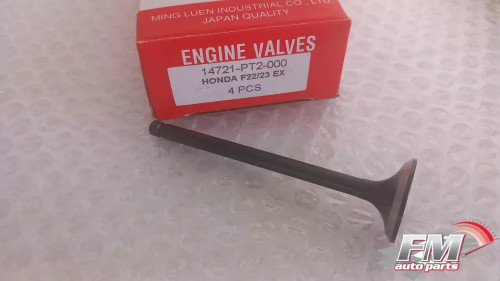 MING LUEN INDUSTRIAL CO., LTD
JAPAN QUALITY
ENGINE VALVES
14721-PT2-000
HONDA F22/23 EX
4 PCS
FM
auto parts